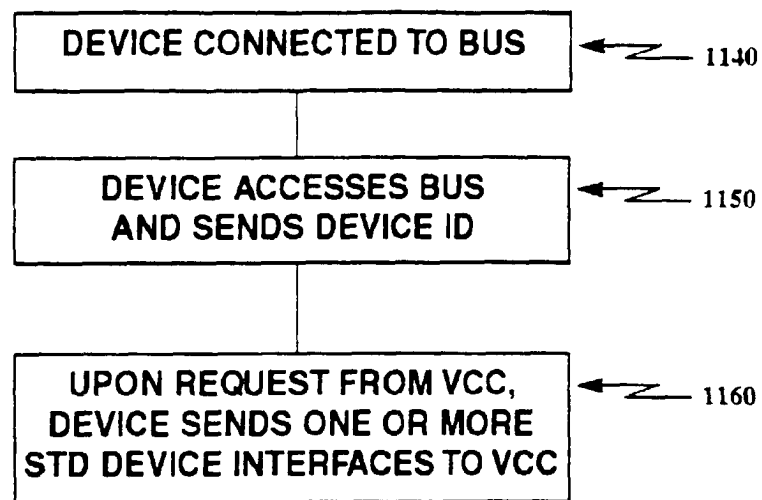 DEVICE CONNECTED TO BUS
1140
DEVICE ACCESSES BUS
AND SENDS DEVICE ID
1150
UPON REQUEST FROM VCC,
DEVICE SENDS ONE OR MORE
STD DEVICE INTERFACES TO VCC
1160